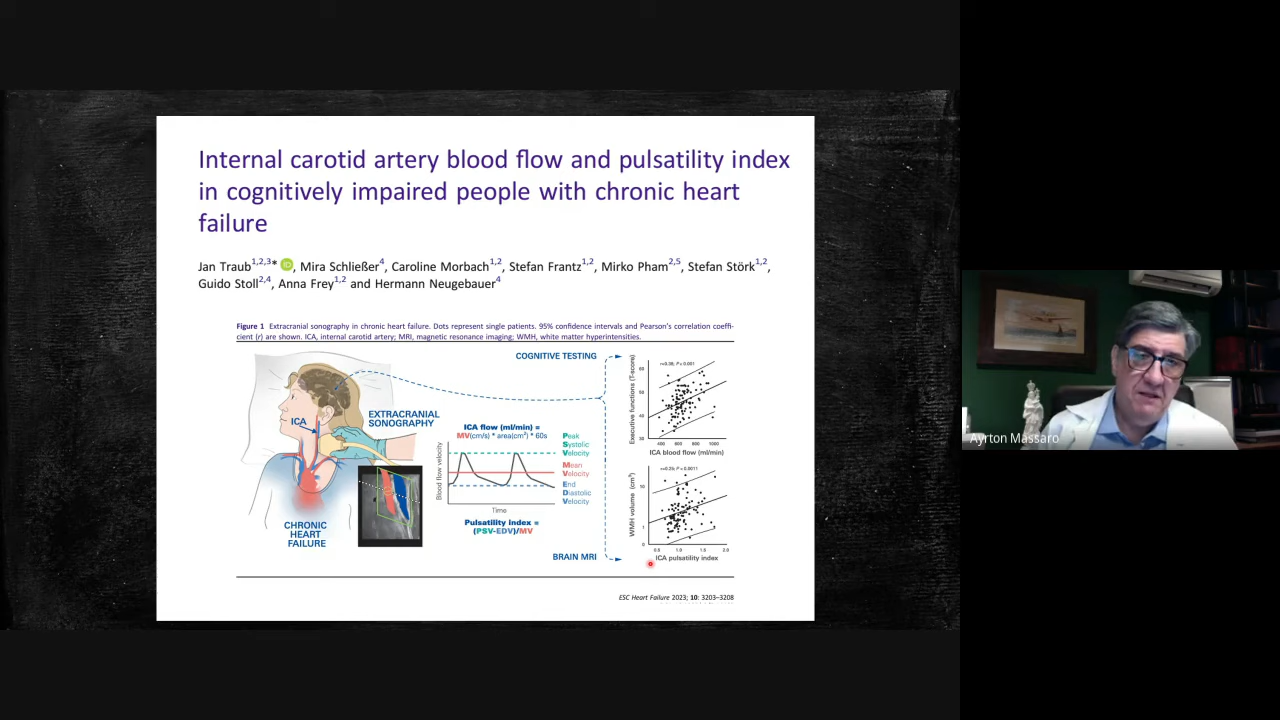 Internal carotid artery blood flow and pulsatility index
in cognitively impaired people with chronic heart
failure
Jan Traub1,2,3* iD, Mira Schließer4, Caroline Morbach1,2, Stefan Frantz1,2, Mirko Pham2,5, Stefan Störk1,2,
Guido Stoll2,4, Anna Frey1,2 and Hermann Neugebauer4
Figure 1 Extracranial sonography in chronic heart failure. Dots represent single patients. 95% confidence intervals and Pearson's correlation coeffi-
cient (r) are shown. ICA, internal carotid artery; MRI, magnetic resonance imaging; WMH, white matter hyperintensities.
COGNITIVE TESTING
ICA
EXTRACRANIAL
SONOGRAPHY
CHRONIC
HEART
FAILURE
ICA flow (ml/min) =
MV(cm/s) * area(cm²) * 60s
Blood flow velocity
Time
Peak
Systolic
Velocity
Mean
Velocity
End
Diastolic
Velocity
Pulsatility index =
(PSV-EDV)/MV
BRAIN MRI
Executive functions (T-score)
400 600 800 1000
ICA blood flow (ml/min)
WMH volume (cm³)
ICA pulsatility index
ESC Heart Failure 2023; 10: 3203–3208
Ayrton Massaro